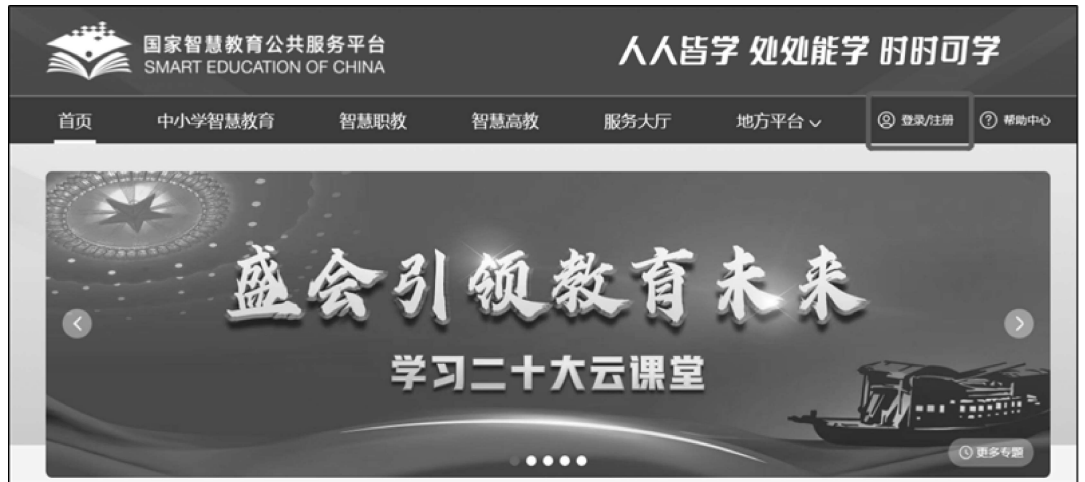 国家智慧教育公共服务平台
SMART EDUCATION OF CHINA
人人皆学 处处能学 时时可学
首页 中小学智慧教育 智慧职教 智慧高教 服务大厅 地方平台 登录/注册 帮助中心
盛会引领教育未来
学习二十大云课堂
更多专题